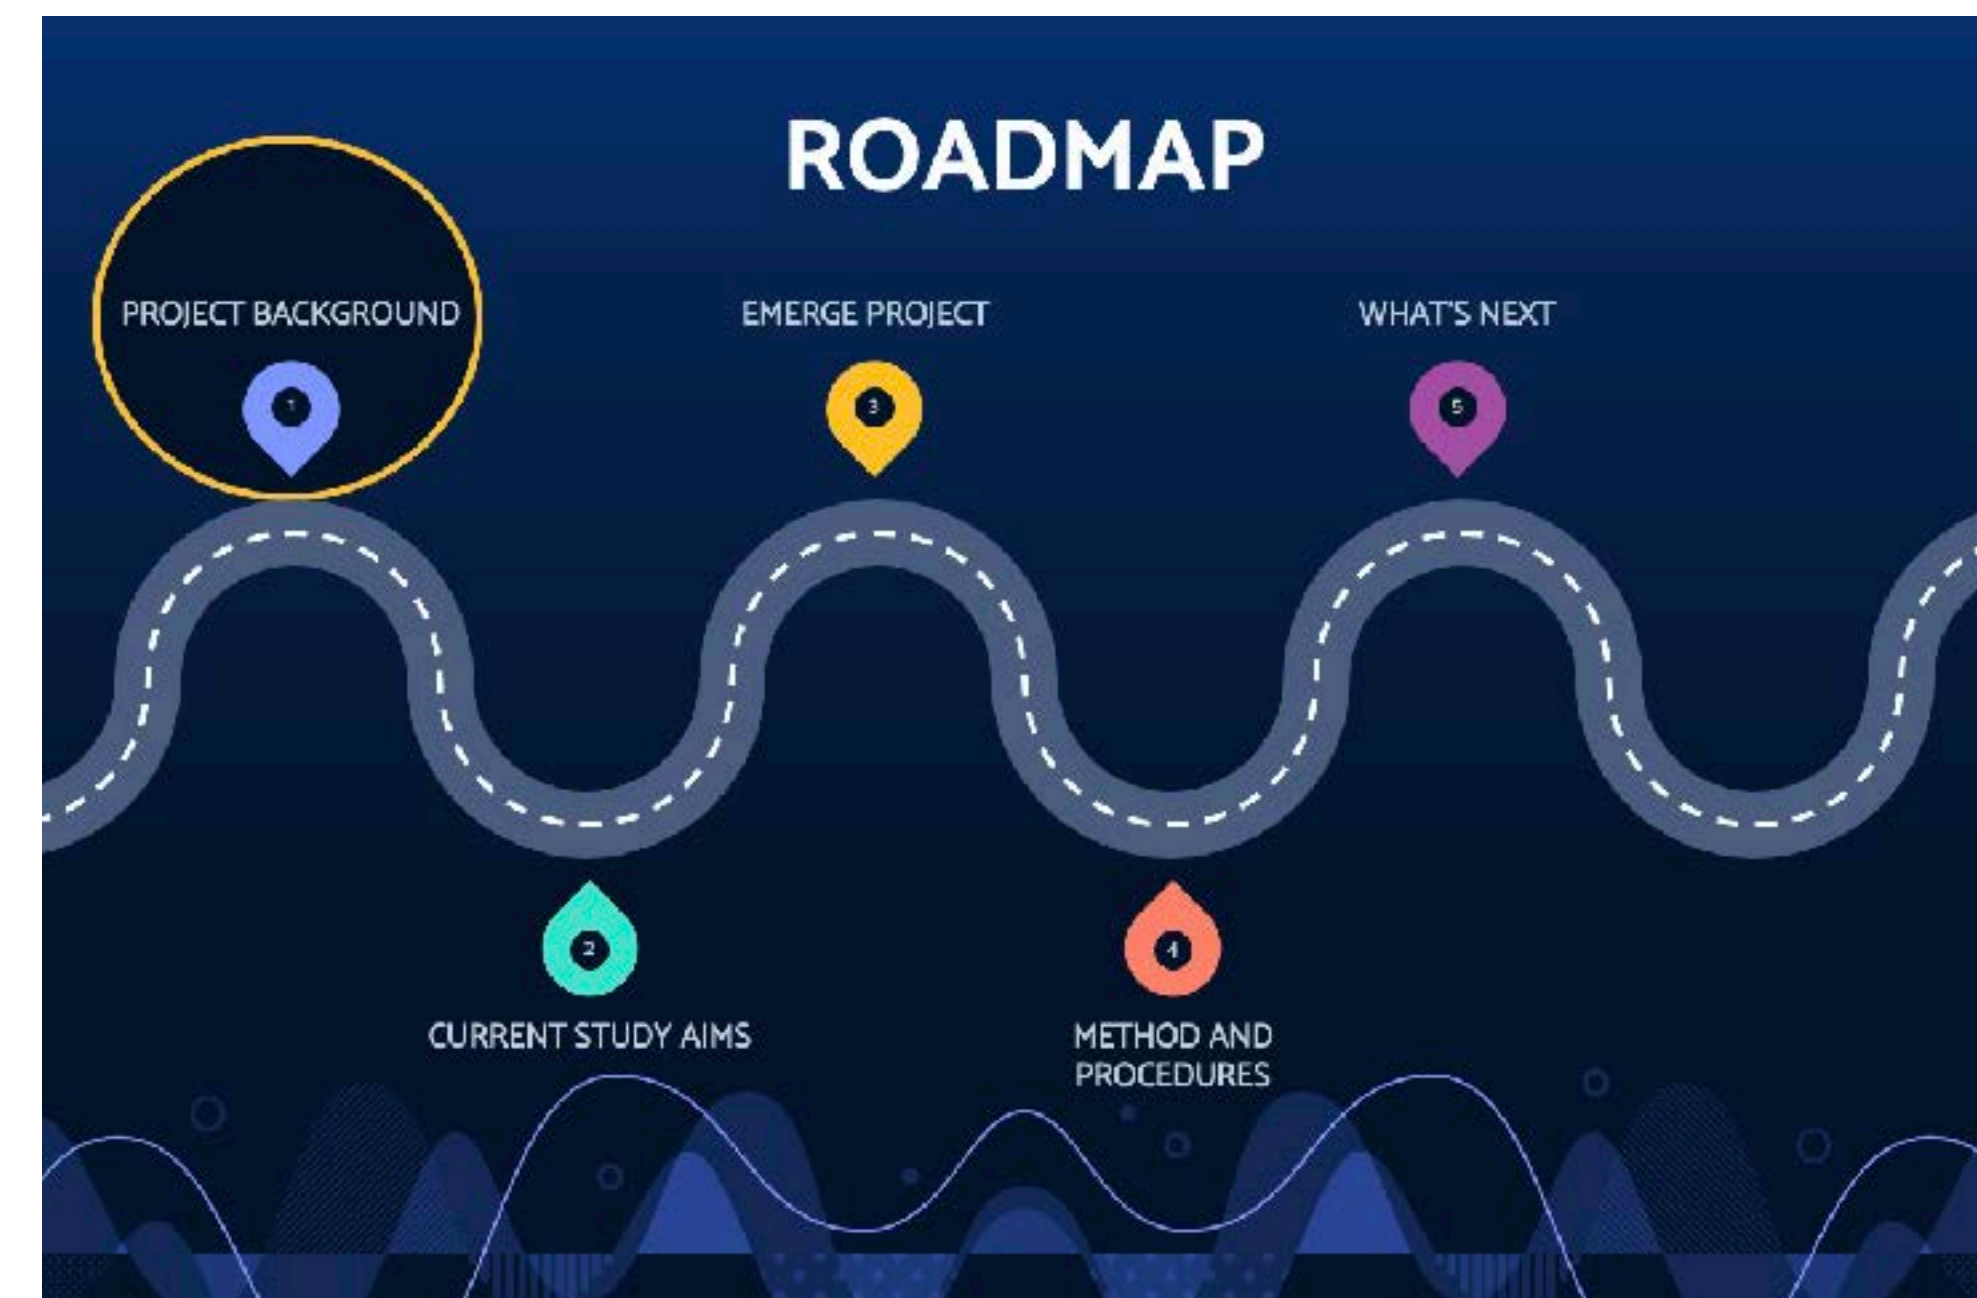 ROADMAP
PROJECT BACKGROUND
1
EMERGE PROJECT
3
WHAT'S NEXT
5
2
CURRENT STUDY AIMS
4
METHOD AND
PROCEDURES